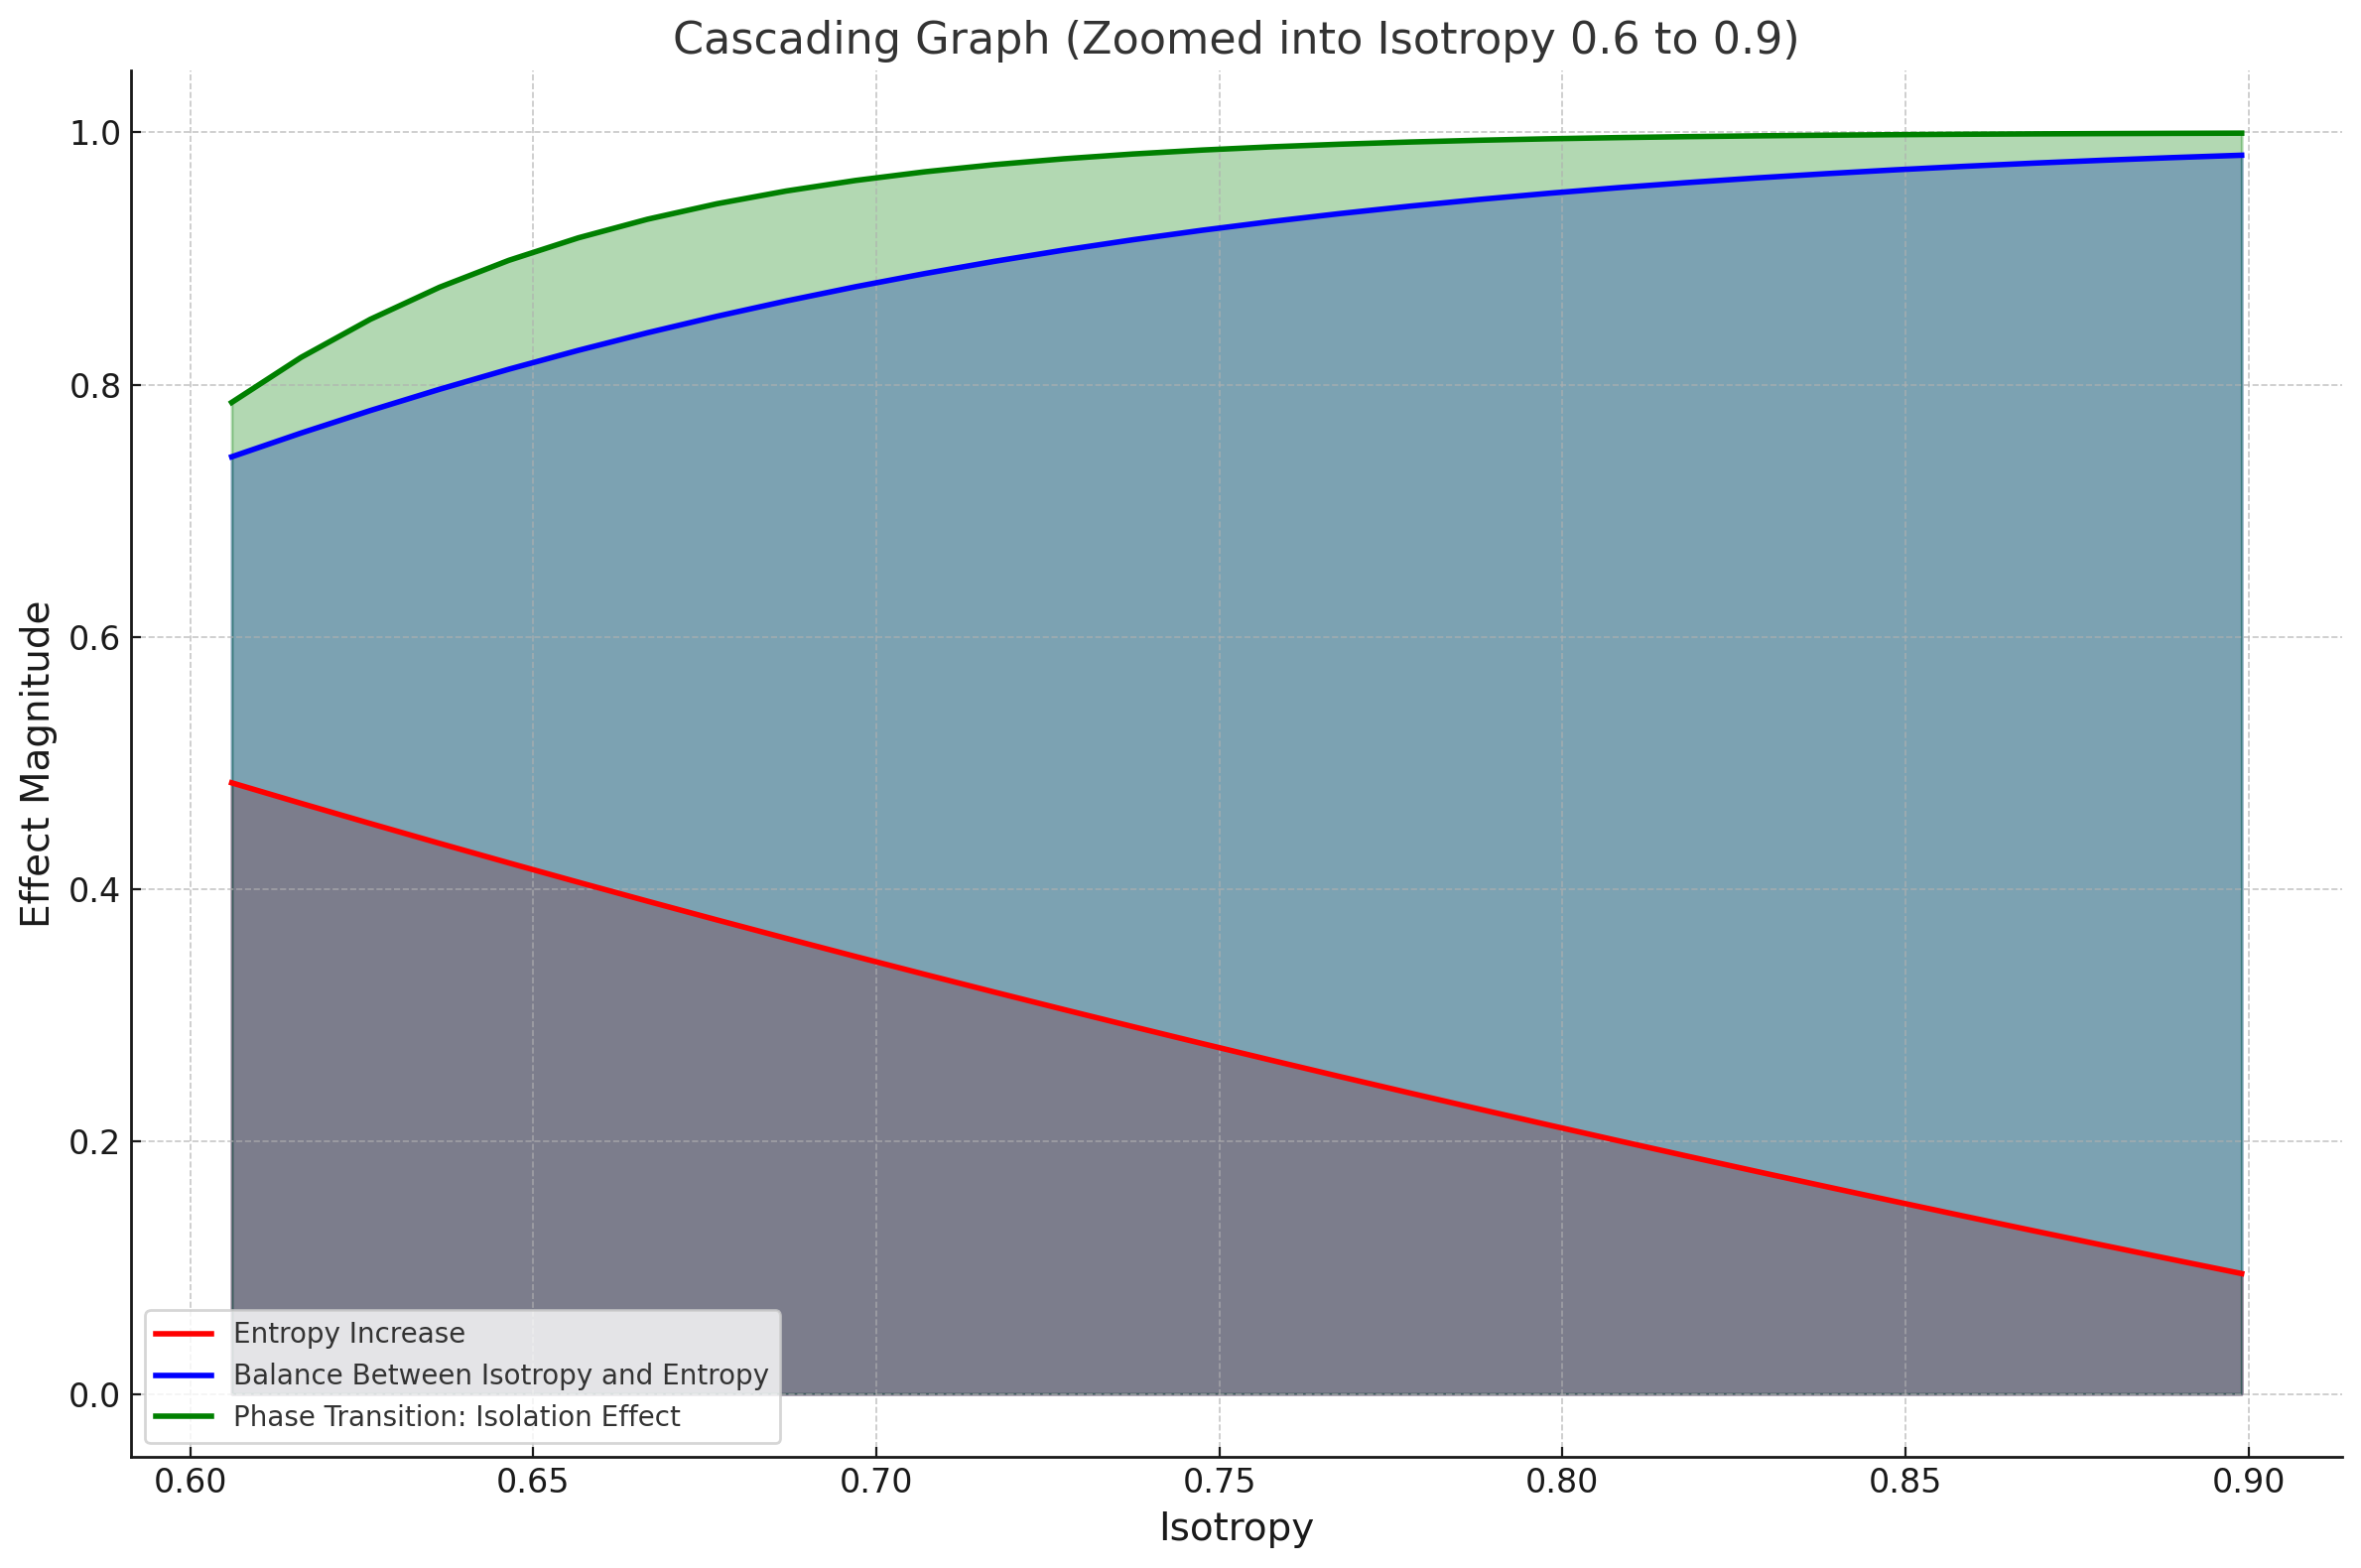 Cascading Graph (Zoomed into Isotropy 0.6 to 0.9)
Effect Magnitude
1.0
0.8
0.6
0.4
0.2
0.0
Entropy Increase
Balance Between Isotropy and Entropy
Phase Transition: Isolation Effect
0.60 0.65 0.70 0.75 0.80 0.85 0.90
Isotropy